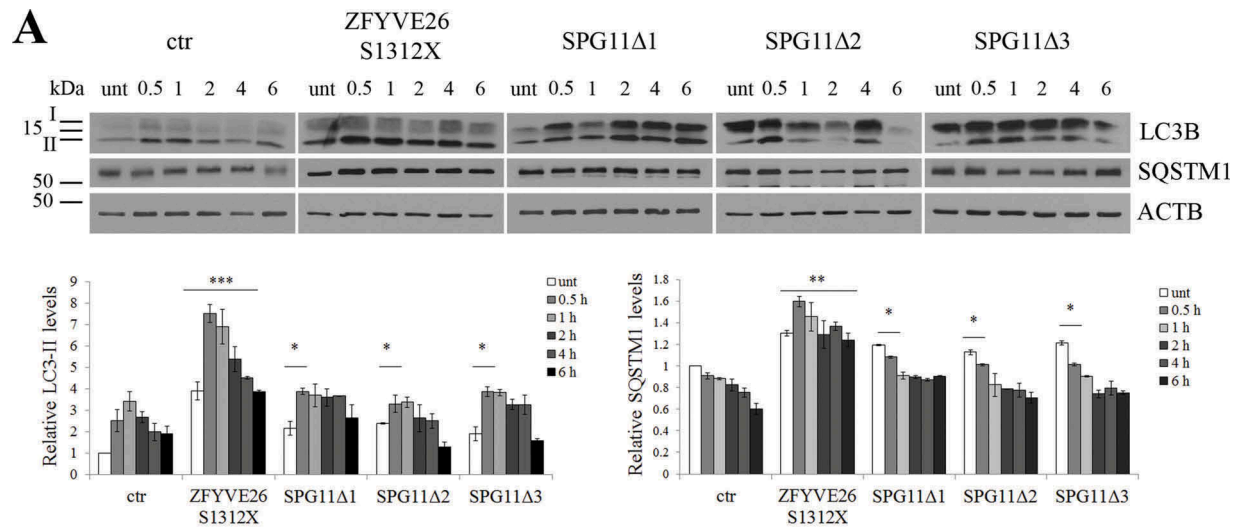 A
ctr
ZFYVE26
S1312X
SPG11Δ1
SPG11Δ2
SPG11Δ3
kDa unt 0.5 1 2 4 6 unt 0.5 1 2 4 6 unt 0.5 1 2 4 6 unt 0.5 1 2 4 6 unt 0.5 1 2 4 6
I
15
II
LC3B
50
SQSTM1
50
ACTB
Relative LC3-II levels
9
8
7
6
5
4
3
2
1
0
***
*
*
*
unt
0.5 h
1 h
2 h
4 h
6 h
ctr
ZFYVE26
S1312X
SPG11Δ1
SPG11Δ2
SPG11Δ3
Relative SQSTM1 levels
1.8
1.6
1.4
1.2
1
0.8
0.6
0.4
0.2
0
**
*
*
*
unt
0.5 h
1 h
2 h
4 h
6 h
ctr
ZFYVE26
S1312X
SPG11Δ1
SPG11Δ2
SPG11Δ3